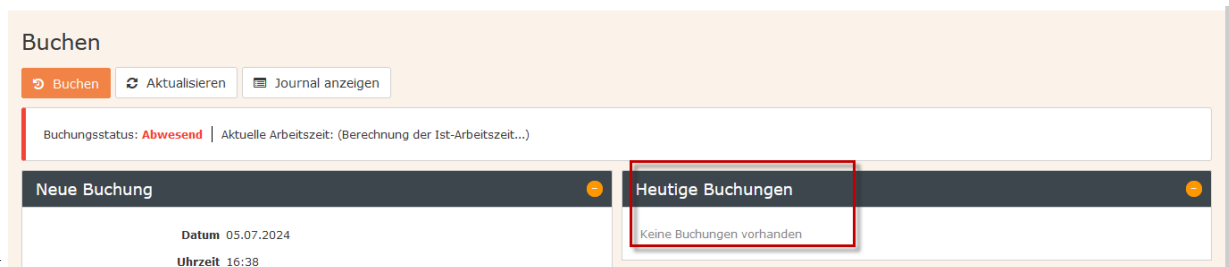 Buchen
Buchen Aktualisieren Journal anzeigen
Buchungsstatus: Abwesend | Aktuelle Arbeitszeit: (Berechnung der Ist-Arbeitszeit...)
Neue Buchung
Heutige Buchungen
Datum 05.07.2024
Keine Buchungen vorhanden
Uhrzeit 16:38